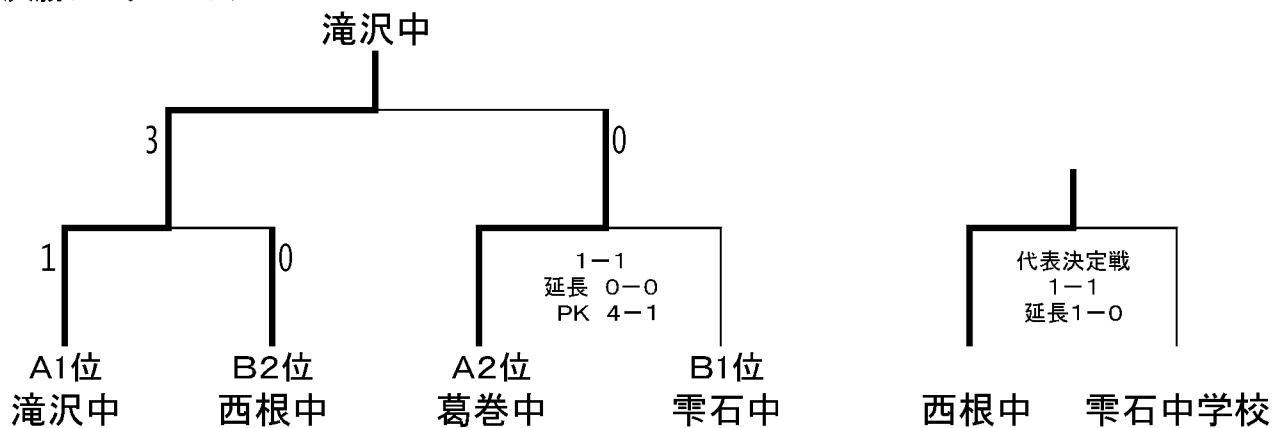 滝沢中
3
0
1
0
1－1
延長 0－0
PK 4－1
代表決定戦
1－1
延長1－0
A1位
B2位
A2位
B1位
滝沢中
西根中
葛巻中
雫石中
西根中
雫石中学校